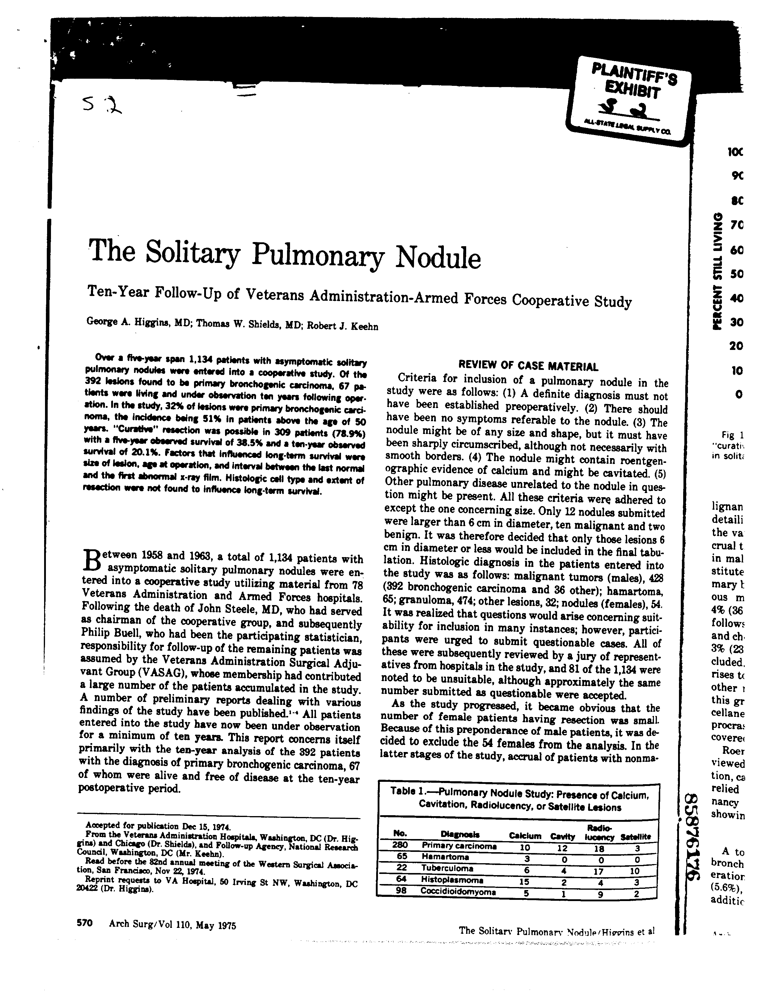 PLAINTIFF'S
EXHIBIT
S 2
ALL-STATE LEGAL SUPPLY CO.
S 2
The Solitary Pulmonary Nodule
Ten-Year Follow-Up of Veterans Administration-Armed Forces Cooperative Study
George A. Higgins, MD; Thomas W. Shields, MD; Robert J. Keehn
Over a five-year span 1,134 patients with asymptomatic solitary
pulmonary nodules were entered into a cooperative study. Of the
392 lesions found to be primary bronchogenic carcinoma, 67 pa-
tients were living and under observation ten years following oper-
ation. In the study, 32% of lesions were primary bronchogenic carci-
noma, the incidence being 51% in patients above the age of 50
years. "Curative" resection was possible in 309 patients (78.9%)
with a five-year observed survival of 38.5% and a ten-year observed
survival of 20.1%. Factors that influenced long-term survival were
size of lesion, age at operation, and interval between the last normal
and the first abnormal x-ray film. Histologic cell type and extent of
resection were not found to influence long-term survival.
Between 1958 and 1963, a total of 1,134 patients with
asymptomatic solitary pulmonary nodules were en-
tered into a cooperative study utilizing material from 78
Veterans Administration and Armed Forces hospitals.
Following the death of John Steele, MD, who had served
as chairman of the cooperative group, and subsequently
Philip Buell, who had been the participating statistician,
responsibility for follow-up of the remaining patients was
assumed by the Veterans Administration Surgical Adju-
vant Group (VASAG), whose membership had contributed
a large number of the patients accumulated in the study.
A number of preliminary reports dealing with various
findings of the study have been published.1-4 All patients
entered into the study have now been under observation
for a minimum of ten years. This report concerns itself
primarily with the ten-year analysis of the 392 patients
with the diagnosis of primary bronchogenic carcinoma, 67
of whom were alive and free of disease at the ten-year
postoperative period.
Accepted for publication Dec 15, 1974.
From the Veterans Administration Hospitals, Washington, DC (Dr. Hig-
gins) and Chicago (Dr. Shields), and Follow-up Agency, National Research
Council, Washington, DC (Mr. Keehn).
Read before the 82nd annual meeting of the Western Surgical Associa-
tion, San Francisco, Nov 22, 1974.
Reprint requests to VA Hospital, 50 Irving St NW, Washington, DC
20422 (Dr. Higgins).
REVIEW OF CASE MATERIAL
Criteria for inclusion of a pulmonary nodule in the
study were as follows: (1) A definite diagnosis must not
have been established preoperatively. (2) There should
have been no symptoms referable to the nodule. (3) The
nodule might be of any size and shape, but it must have
been sharply circumscribed, although not necessarily with
smooth borders. (4) The nodule might contain roentgen-
ographic evidence of calcium and might be cavitated. (5)
Other pulmonary disease unrelated to the nodule in ques-
tion might be present. All these criteria were adhered to
except the one concerning size. Only 12 nodules submitted
were larger than 6 cm in diameter, ten malignant and two
benign. It was therefore decided that only those lesions 6
cm in diameter or less would be included in the final tabu-
lation. Histologic diagnosis in the patients entered into
the study was as follows: malignant tumors (males), 428
(392 bronchogenic carcinoma and 36 other); hamartoma,
65; granuloma, 474; other lesions, 32; nodules (females), 54.
It was realized that questions would arise concerning suit-
ability for inclusion in many instances; however, partici-
pants were urged to submit questionable cases. All of
these were subsequently reviewed by a jury of represent-
atives from hospitals in the study, and 81 of the 1,134 were
noted to be unsuitable, although approximately the same
number submitted as questionable were accepted.
As the study progressed, it became obvious that the
number of female patients having resection was small.
Because of this preponderance of male patients, it was de-
cided to exclude the 54 females from the analysis. In the
latter stages of the study, accrual of patients with nonma-
Table 1.—Pulmonary Nodule Study: Presence of Calcium,
Cavitation, Radiolucency, or Satellite Lesions
No. Diagnosis Calcium Cavity Radio-lucency Satellite
280 Primary carcinoma 10 12 18 3
65 Hamartoma 3 0 0 0
22 Tuberculoma 6 4 17 10
64 Histoplasmoma 15 2 4 3
98 Coccidioidomyoma 5 1 9 2
570 Arch Surg/Vol 110, May 1975
The Solitary Pulmonary Nodule/Higgins et al
PERCENT STILL LIVING
100
90
80
70
60
50
40
30
20
10
0
Fig 1
"curati
in solit
lignan
detaili
the va
crual t
in mal
stitute
mary b
ous m
4% (36
follows
and ch
3% (23
cluded.
rises to
other
this gr
cellane
procras
covered
Roer
viewed
tion, ca
relied
nancy
showin
A to
bronch
eration
(5.6%),
additic
85876176